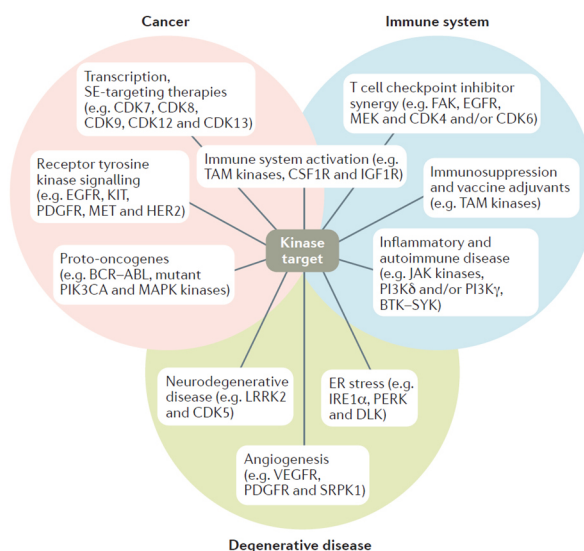 Cancer
Immune system
Transcription,
SE-targeting therapies
(e.g. CDK7, CDK8,
CDK9, CDK12 and CDK13)
T cell checkpoint inhibitor
synergy (e.g. FAK, EGFR,
MEK and CDK4 and/or CDK6)
Receptor tyrosine
kinase signalling
(e.g. EGFR, KIT,
PDGFR, MET and HER2)
Immune system activation (e.g.
TAM kinases, CSF1R and IGF1R)
Immunosuppression
and vaccine adjuvants
(e.g. TAM kinases)
Kinase
target
Proto-oncogenes
(e.g. BCR–ABL, mutant
PIK3CA and MAPK kinases)
Inflammatory and
autoimmune disease
(e.g. JAK kinases,
PI3Kδ and/or PI3Kγ,
BTK–SYK)
Neurodegenerative
disease (e.g. LRRK2
and CDK5)
ER stress (e.g.
IRE1α, PERK
and DLK)
Angiogenesis
(e.g. VEGFR,
PDGFR and SRPK1)
Degenerative disease